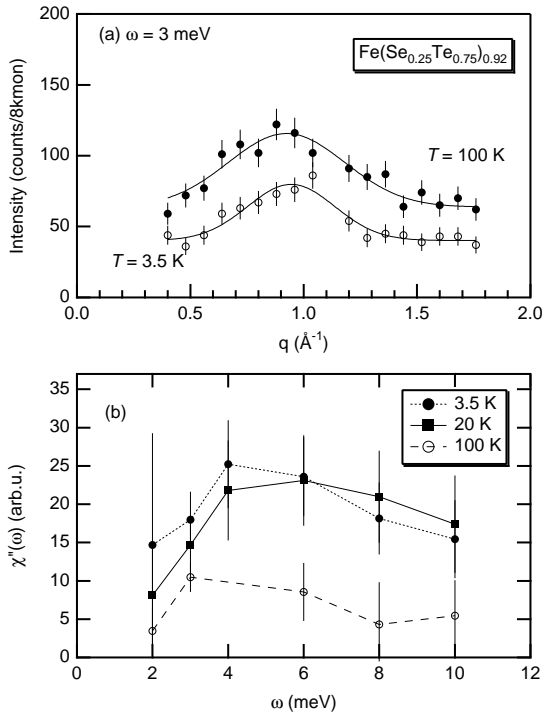 200
(a) ω = 3 meV
Fe(Se0.25Te0.75)0.92
150
100
50
0
T = 100 K
T = 3.5 K
Intensity (counts/8kmon)
0.0 0.5 1.0 1.5 2.0
q (Å-1)
35
30
25
20
15
10
5
0
(b)
3.5 K
20 K
100 K
χ"(ω) (arb.u.)
0 2 4 6 8 10 12
ω (meV)